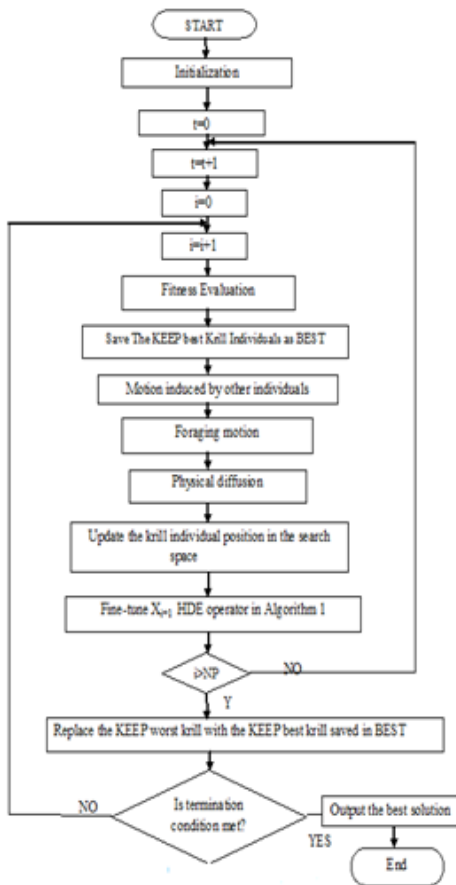 START
Initialization
t=0
t=t+1
i=0
i=i+1
Fitness Evaluation
Save The KEEP best Krill Individuals as BEST
Motion induced by other individuals
Foraging motion
Physical diffusion
Update the krill individual position in the search
space
Fine-tune Xi+1 HDE operator in Algorithm 1
i>NP
NO
Y
Replace the KEEP worst krill with the KEEP best krill saved in BEST
NO
Is termination
condition met?
Output the best solution
YES
End